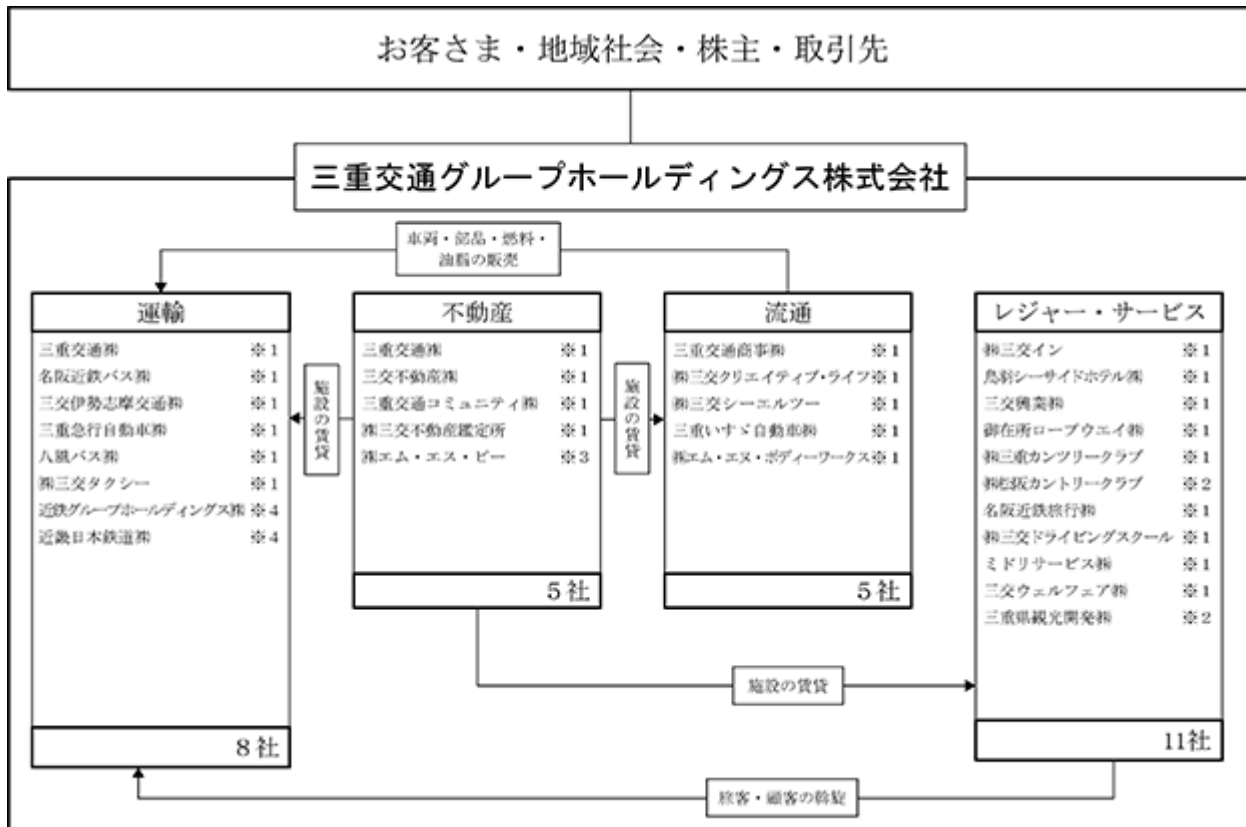 お客さま・地域社会・株主・取引先
三重交通グループホールディングス株式会社
車両・部品・燃料・
油脂の販売
運輸
三重交通㈱ ※1
名阪近鉄バス㈱ ※1
三交伊勢志摩交通㈱ ※1
三重急行自動車㈱ ※1
八風バス㈱ ※1
㈱三交タクシー ※1
近鉄グループホールディングス㈱ ※4
近畿日本鉄道㈱ ※4
8社
施設の賃貸
不動産
三重交通㈱ ※1
三交不動産㈱ ※1
三重交通コミュニティ㈱ ※1
㈱三交不動産鑑定所 ※1
㈱エム・エス・ピー ※3
5社
施設の賃貸
流通
三重交通商事㈱ ※1
㈱三交クリエイティブ・ライフ ※1
㈱三交シーエルツー ※1
三重いすゞ自動車㈱ ※1
㈱エム・エヌ・ボディーワークス ※1
5社
レジャー・サービス
㈱三交イン ※1
鳥羽シーサイドホテル㈱ ※1
三交興業㈱ ※1
御在所ロープウエイ㈱ ※1
㈱三重カンツリークラブ ※1
㈱松阪カントリークラブ ※2
名阪近鉄旅行㈱ ※1
㈱三交ドライビングスクール ※1
ミドリサービス㈱ ※1
三交ウェルフェア㈱ ※1
三重県観光開発㈱ ※2
11社
施設の賃貸
旅客・顧客の斡旋